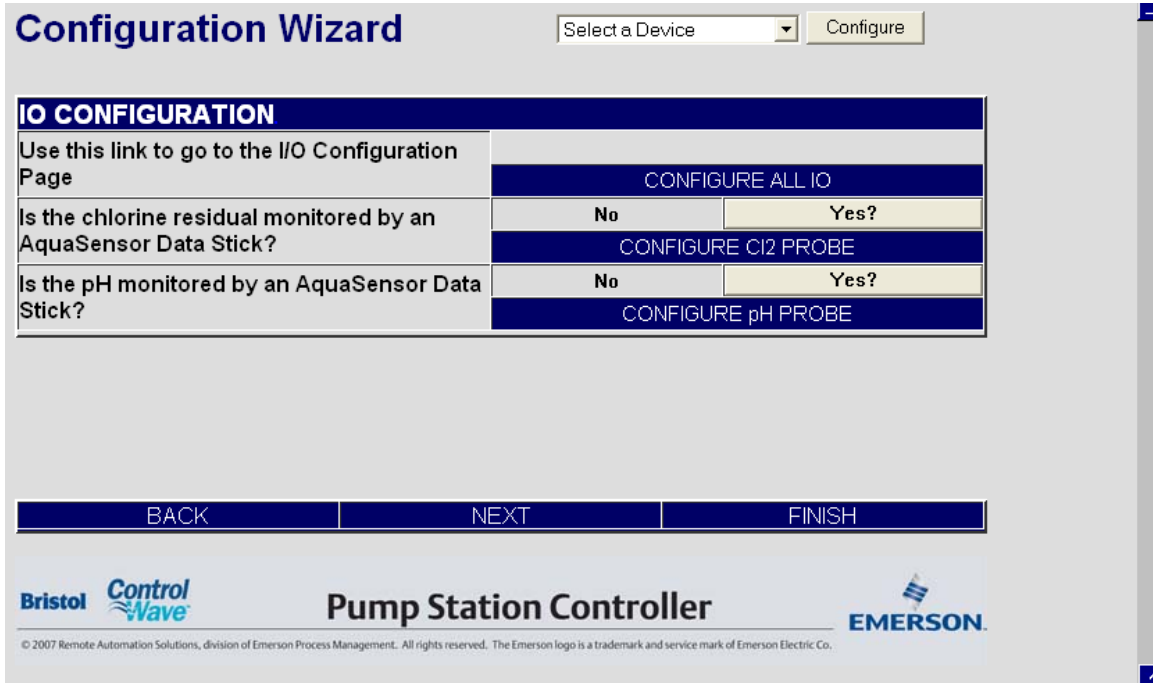 Configuration Wizard
Select a Device
Configure
IO CONFIGURATION
Use this link to go to the I/O Configuration
Page
CONFIGURE ALL IO
Is the chlorine residual monitored by an
AquaSensor Data Stick?
No
Yes?
CONFIGURE Cl2 PROBE
Is the pH monitored by an AquaSensor Data
Stick?
No
Yes?
CONFIGURE pH PROBE
BACK
NEXT
FINISH
Bristol
Control
Wave
Pump Station Controller
EMERSON.
© 2007 Remote Automation Solutions, division of Emerson Process Management. All rights reserved. The Emerson logo is a trademark and service mark of Emerson Electric Co.